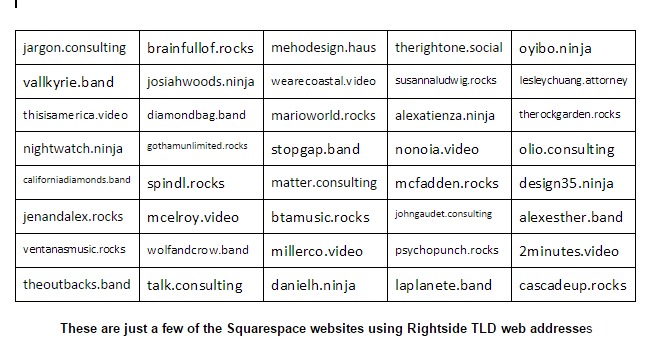 jargon.consulting brainfullof.rocks mehodesign.haus therightone.social oyibo.ninja
vallkyrie.band josiahwoods.ninja wearecoastal.video susannaludwig.rocks lesleychuang.attorney
thisisamerica.video diamondbag.band marioworld.rocks alexatienza.ninja therockgarden.rocks
nightwatch.ninja gothamunlimited.rocks stopgap.band nonoia.video olio.consulting
californiadiamonds.band spindl.rocks matter.consulting mcfadden.rocks design35.ninja
jenandalex.rocks mcelroy.video btamusic.rocks johngaudet.consulting alexesther.band
ventanasmusic.rocks wolfandcrow.band millerco.video psychopunch.rocks 2minutes.video
theoutbacks.band talk.consulting danielh.ninja laplanete.band cascadeup.rocks
These are just a few of the Squarespace websites using Rightside TLD web addresses